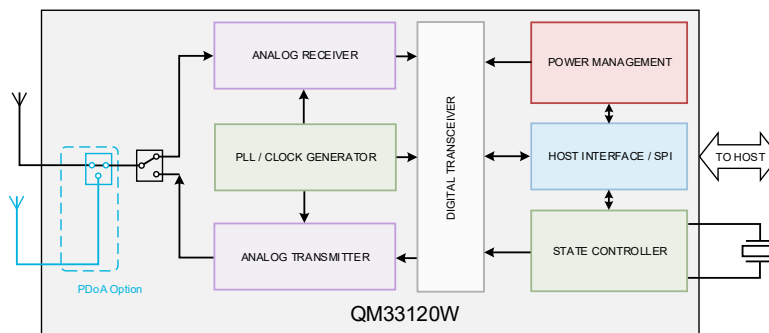 ANALOG RECEIVER
POWER MANAGEMENT
DIGITAL TRANSCEIVER
PLL / CLOCK GENERATOR
HOST INTERFACE / SPI
TO HOST
ANALOG TRANSMITTER
STATE CONTROLLER
PDoA Option
QM33120W